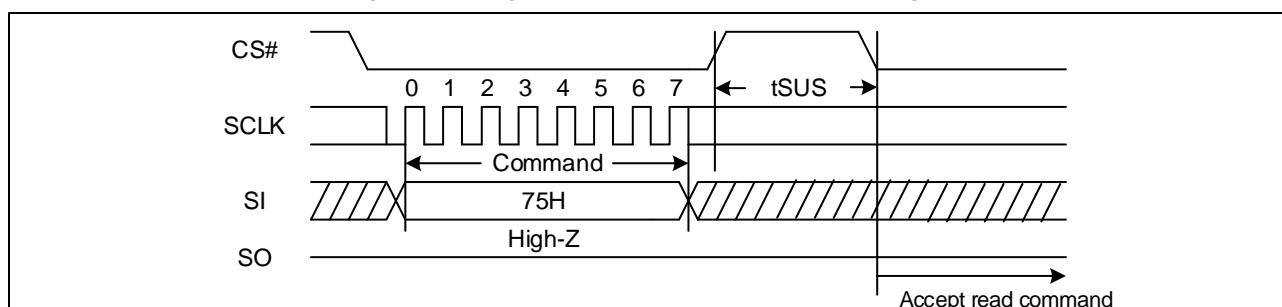 CS#
0 1 2 3 4 5 6 7
tSUS
SCLK
Command
SI
75H
High-Z
SO
Accept read command